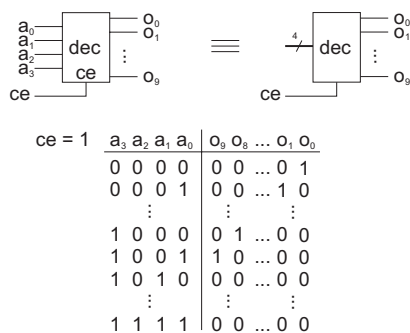 a₀ a₁ a₂ a₃ dec ce o₀ o₁ ⋮ o₉ ce
≡
4 dec o₀ o₁ ⋮ o₉ ce
ce = 1 a₃ a₂ a₁ a₀ o₉ o₈ ... o₁ o₀
0 0 0 0 0 0 ... 0 1
0 0 0 1 0 0 ... 1 0
⋮ ⋮
1 0 0 0 0 1 ... 0 0
1 0 0 1 1 0 ... 0 0
1 0 1 0 0 0 ... 0 0
⋮ ⋮
1 1 1 1 0 0 ... 0 0